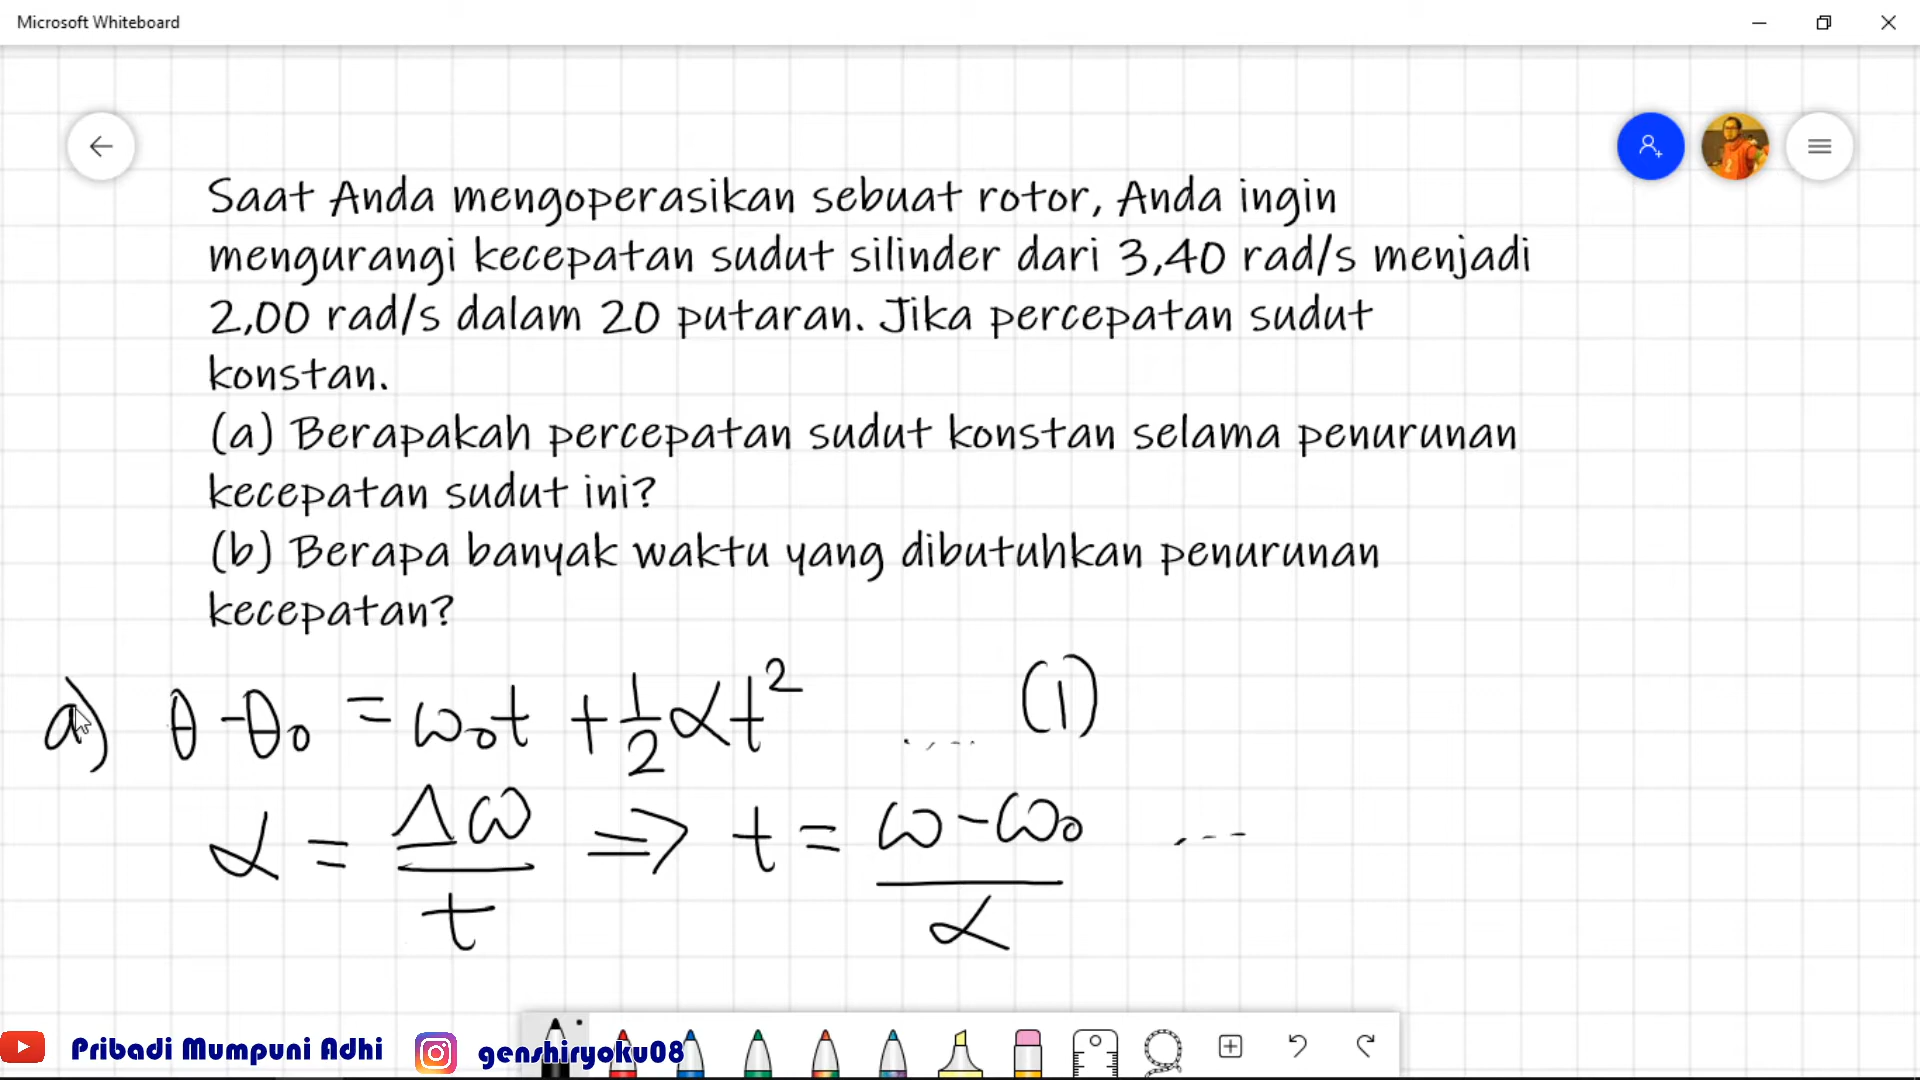 Microsoft Whiteboard
Saat Anda mengoperasikan sebuat rotor, Anda ingin
mengurangi kecepatan sudut silinder dari 3,40 rad/s menjadi
2,00 rad/s dalam 20 putaran. Jika percepatan sudut
konstan.
(a) Berapakah percepatan sudut konstan selama penurunan
kecepatan sudut ini?
(b) Berapa banyak waktu yang dibutuhkan penurunan
kecepatan?
a) θ - θ₀ = ω₀t + 1/2 αt² ..... (1)
α = Δω/t ⇒ t = ω - ω₀/α ...
Pribadi Mumpuni Adhi genshiryoku08